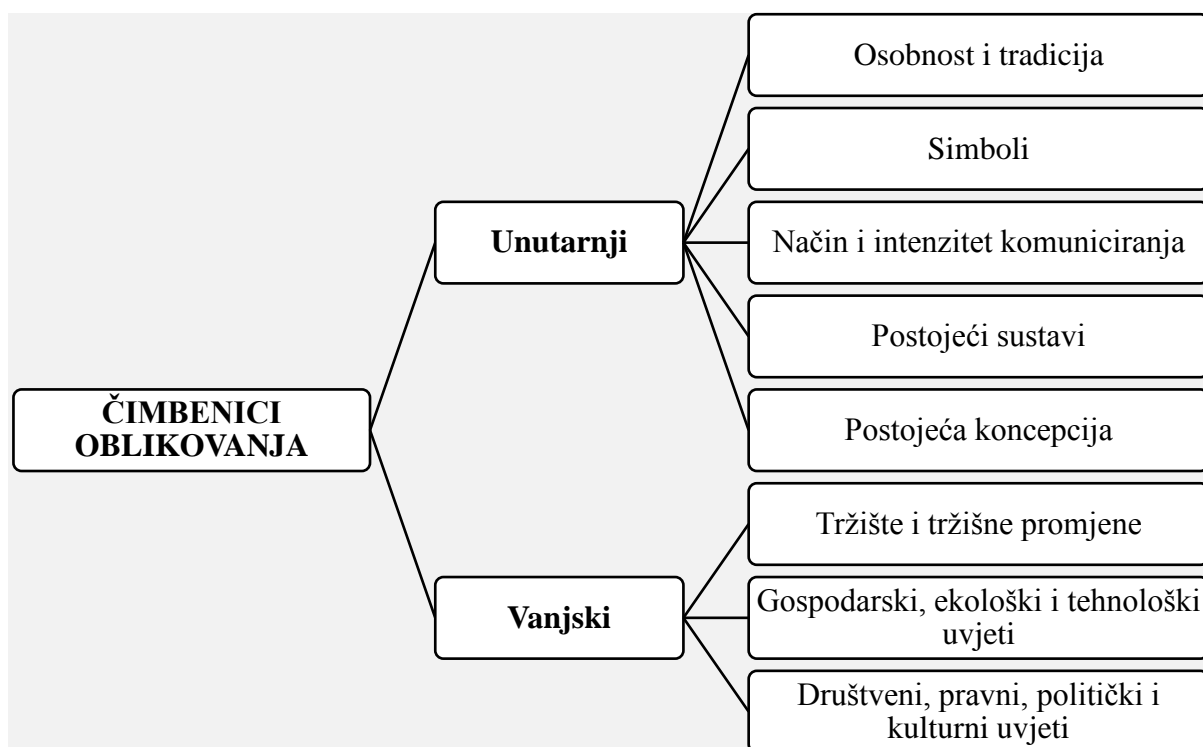 ČIMBENICI
OBLIKOVANJA
Unutarnji
Osobnost i tradicija
Simboli
Način i intenzitet komuniciranja
Postojeći sustavi
Postojeća koncepcija
Vanjski
Tržište i tržišne promjene
Gospodarski, ekološki i tehnološki
uvjeti
Društveni, pravni, politički i
kulturni uvjeti